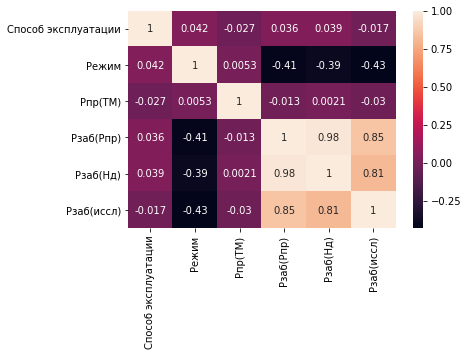 Способ эксплуатации 1 0.042 -0.027 0.036 0.039 -0.017
Режим 0.042 1 0.0053 -0.41 -0.39 -0.43
Рпр(ТМ) -0.027 0.0053 1 -0.013 0.0021 -0.03
Рзаб(Рпр) 0.036 -0.41 -0.013 1 0.98 0.85
Рзаб(Нд) 0.039 -0.39 0.0021 0.98 1 0.81
Рзаб(иссл) -0.017 -0.43 -0.03 0.85 0.81 1
Способ эксплуатации
Режим
Рпр(ТМ)
Рзаб(Рпр)
Рзаб(Нд)
Рзаб(иссл)
1.00
0.75
0.50
0.25
0.00
-0.25